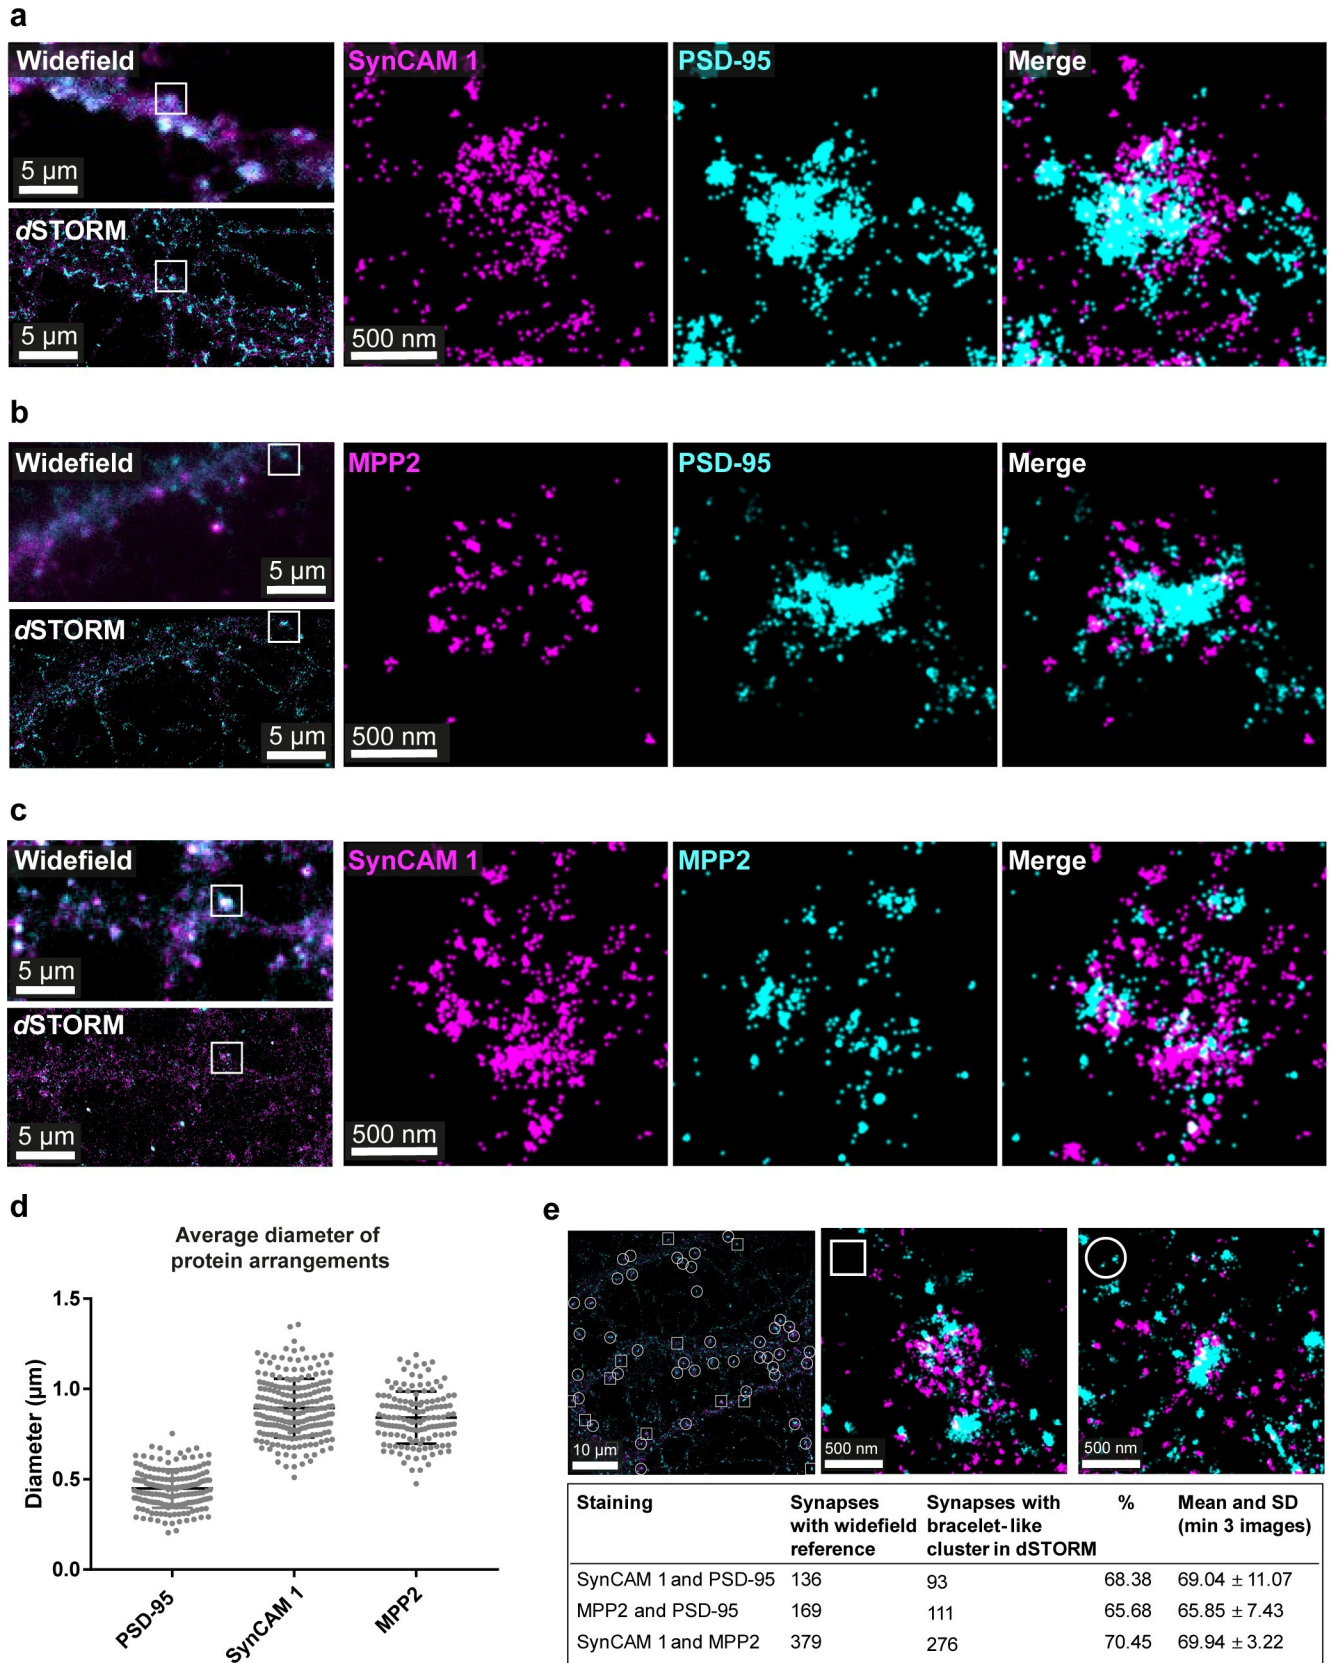 a
Widefield
5 µm
dSTORM
5 µm
SynCAM 1
500 nm
PSD-95
Merge
b
Widefield
5 µm
dSTORM
5 µm
MPP2
500 nm
PSD-95
Merge
c
Widefield
5 µm
dSTORM
5 µm
SynCAM 1
500 nm
MPP2
Merge
d
Average diameter of
protein arrangements
Diameter (µm)
1.5
1.0
0.5
0.0
PSD-95
SynCAM 1
MPP2
e
10 µm
500 nm
500 nm
Staining Synapses with widefield reference Synapses with bracelet-like cluster in dSTORM % Mean and SD (min 3 images)
SynCAM 1 and PSD-95 136 93 68.38 69.04 ± 11.07
MPP2 and PSD-95 169 111 65.68 65.85 ± 7.43
SynCAM 1 and MPP2 379 276 70.45 69.94 ± 3.22